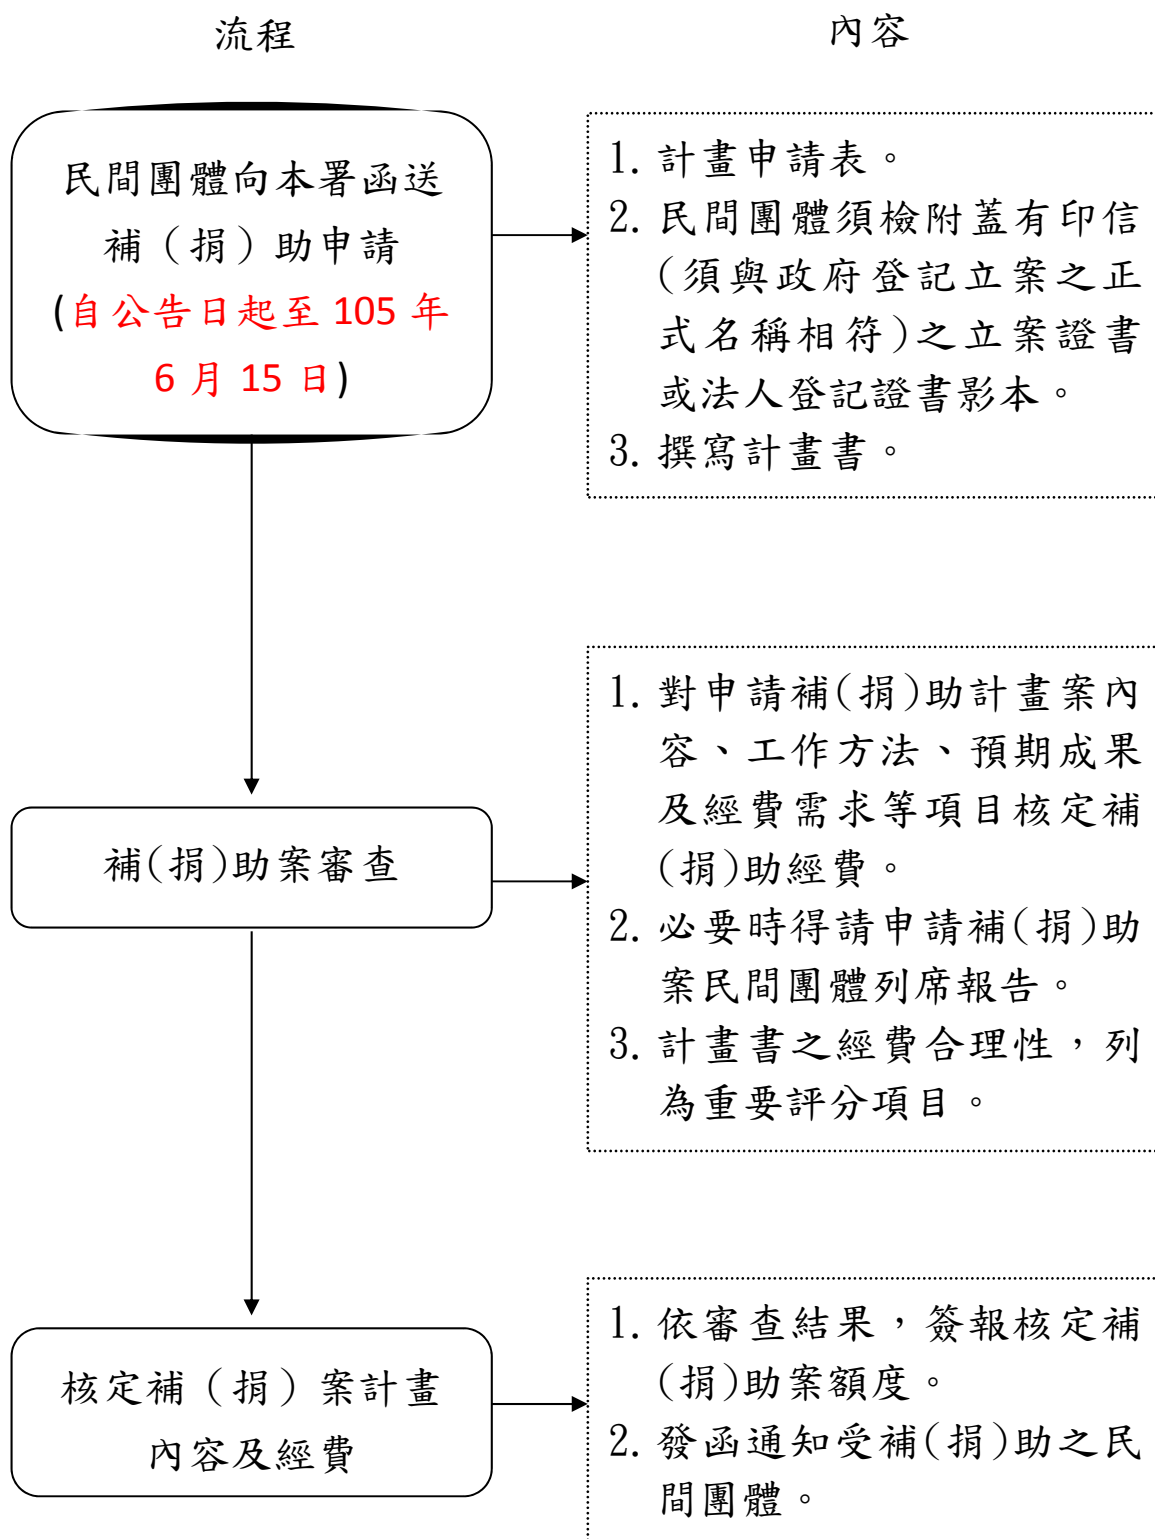 流程
內容
民間團體向本署函送
補（捐）助申請
(自公告日起至 105 年
6 月 15 日)
1. 計畫申請表。
2. 民間團體須檢附蓋有印信
(須與政府登記立案之正
式名稱相符)之立案證書
或法人登記證書影本。
3. 撰寫計畫書。
補(捐)助案審查
1. 對申請補(捐)助計畫案內
容、工作方法、預期成果
及經費需求等項目核定補
(捐)助經費。
2. 必要時得請申請補(捐)助
案民間團體列席報告。
3. 計畫書之經費合理性，列
為重要評分項目。
核定補（捐）案計畫
內容及經費
1. 依審查結果，簽報核定補
(捐)助案額度。
2. 發函通知受補(捐)助之民
間團體。